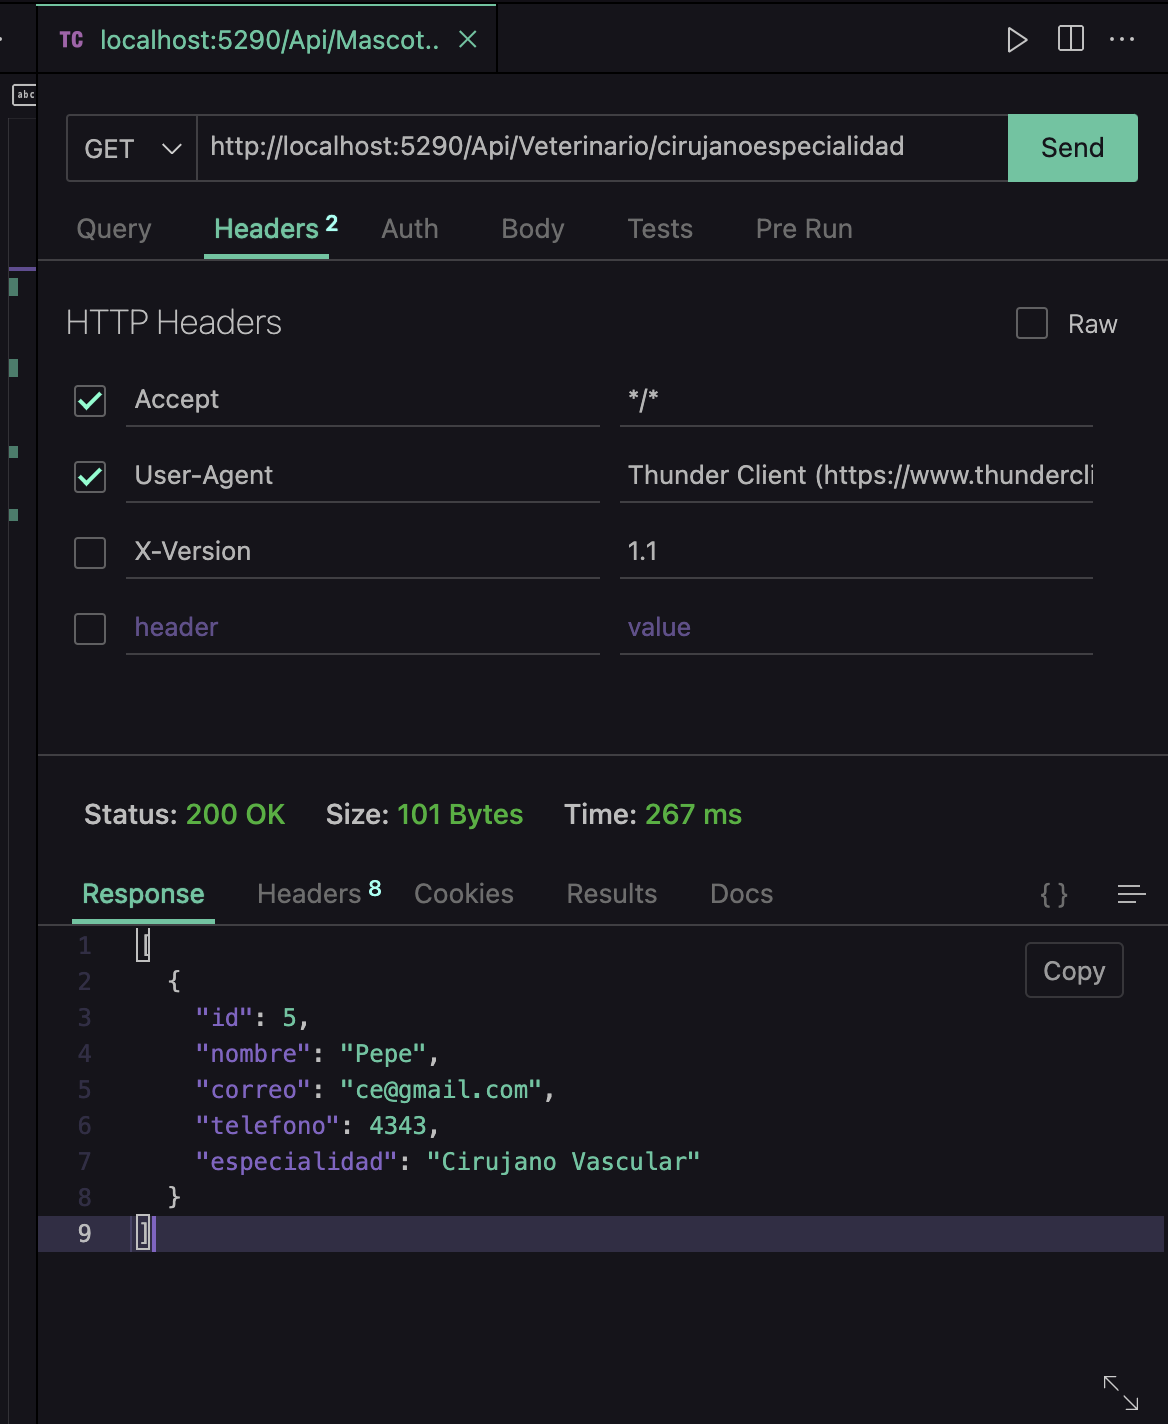 TC localhost:5290/Api/Mascot..
abc
GET http://localhost:5290/Api/Veterinario/cirujanoespecialidad Send
Query Headers 2 Auth Body Tests Pre Run
HTTP Headers Raw
Accept */*
User-Agent Thunder Client (https://www.thundercli
X-Version 1.1
header value
Status: 200 OK Size: 101 Bytes Time: 267 ms
Response Headers 8 Cookies Results Docs { }
1 [
Copy
2 {
3 "id": 5,
4 "nombre": "Pepe",
5 "correo": "ce@gmail.com",
6 "telefono": 4343,
7 "especialidad": "Cirujano Vascular"
8 }
9 ]